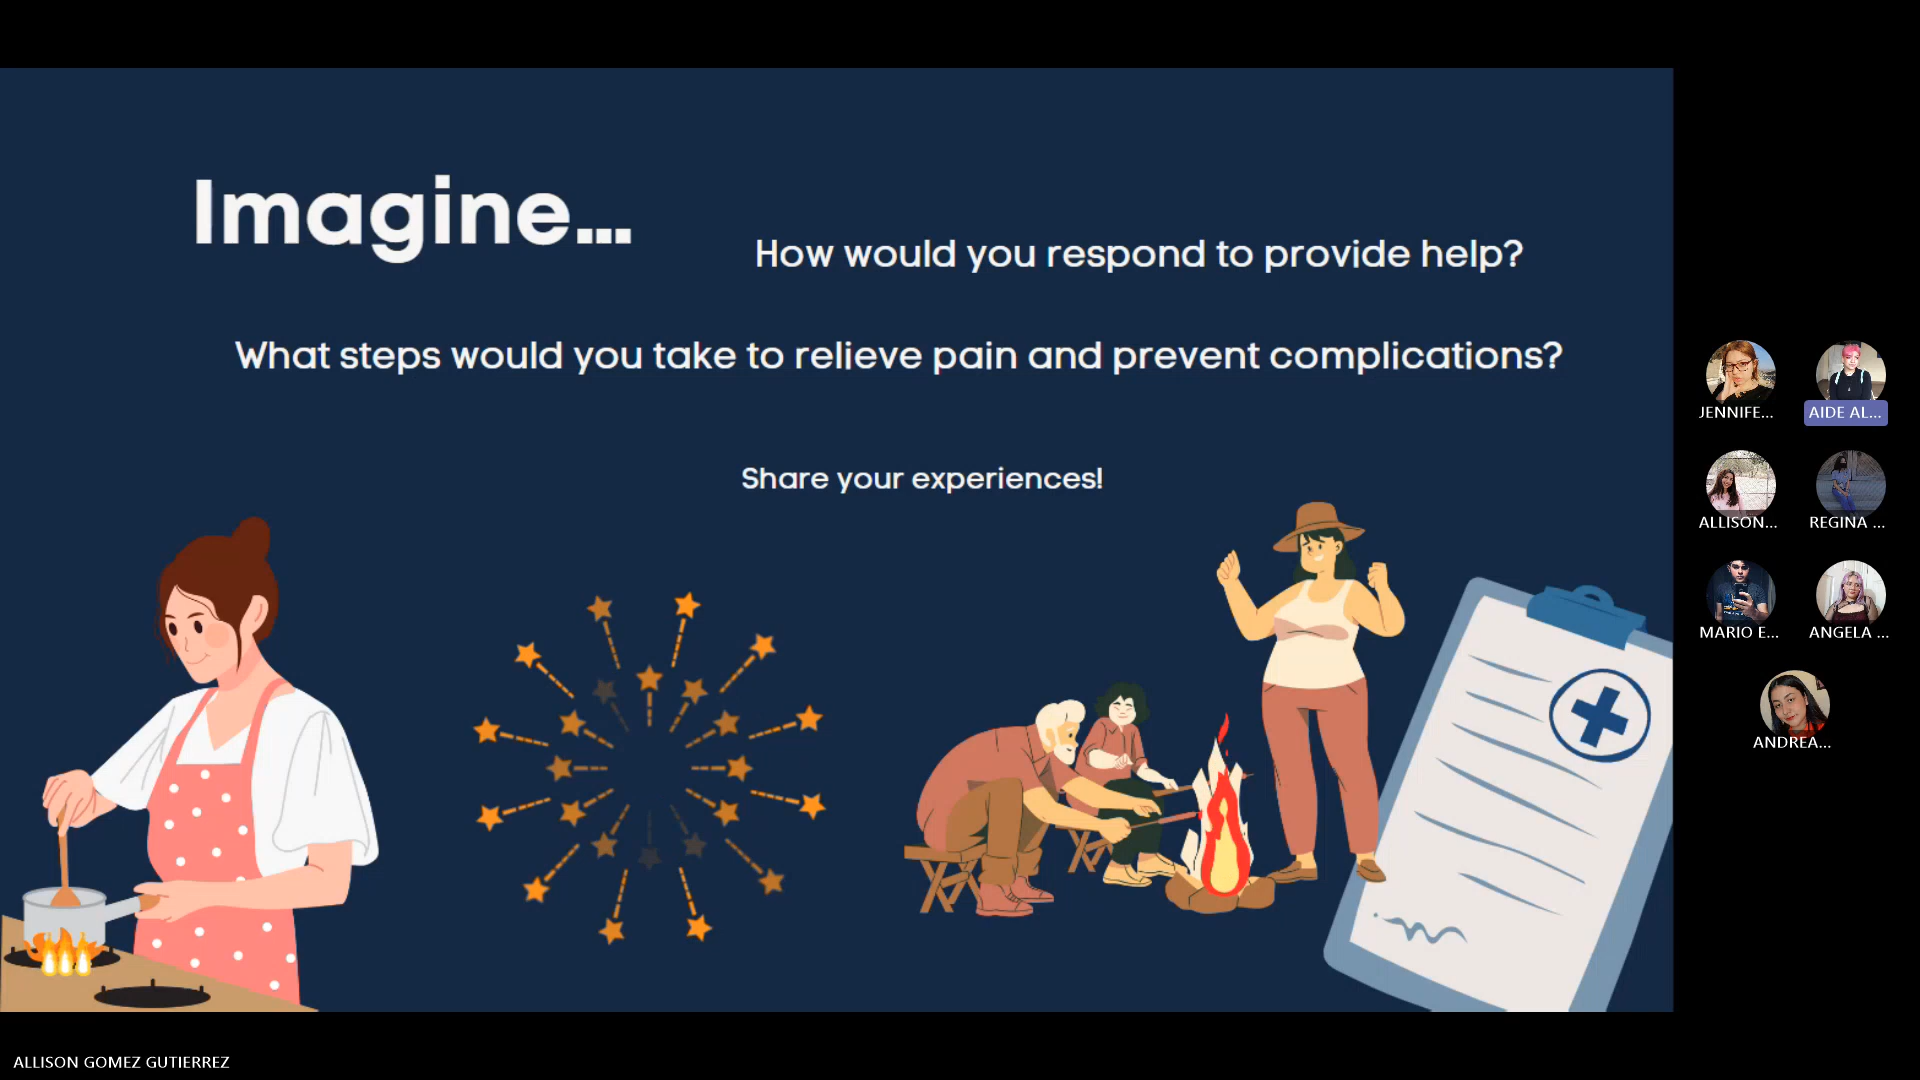 Imagine...
How would you respond to provide help?
What steps would you take to relieve pain and prevent complications?
Share your experiences!
JENNIFE...
AIDE AL...
ALLISON...
REGINA ...
MARIO E...
ANGELA ...
ANDREA...
ALLISON GOMEZ GUTIERREZ